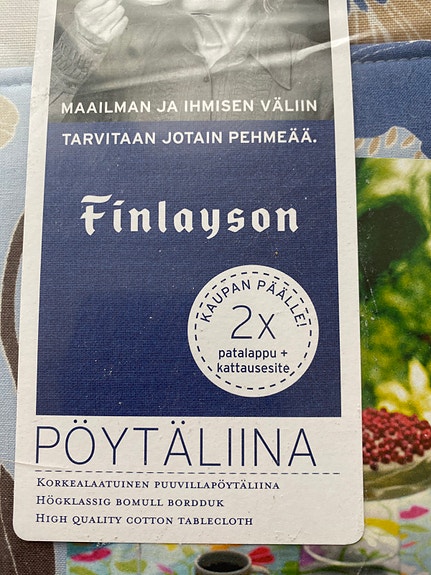 MAAILMAN JA IHMISEN VÄLIIN
TARVITAAN JOTAIN PEHMEÄÄ.
Finlayson
KAUPAN PÄÄLLE!
2x
patalappu +
kattausesite
PÖYTÄLIINA
KORKEALAATUINEN PUUVILLAPÖYTÄLIINA
HÖGKLASSIG BOMULL BORDDUK
HIGH QUALITY COTTON TABLECLOTH